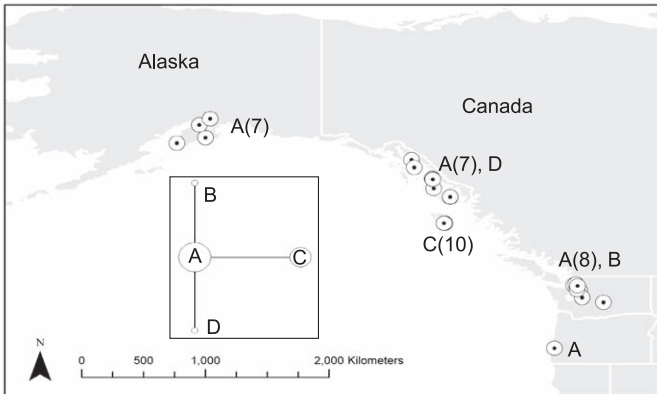 Alaska
Canada
A(7)
A(7), D
B
A
C
C(10)
A(8), B
D
N
0 500 1,000 2,000 Kilometers
A